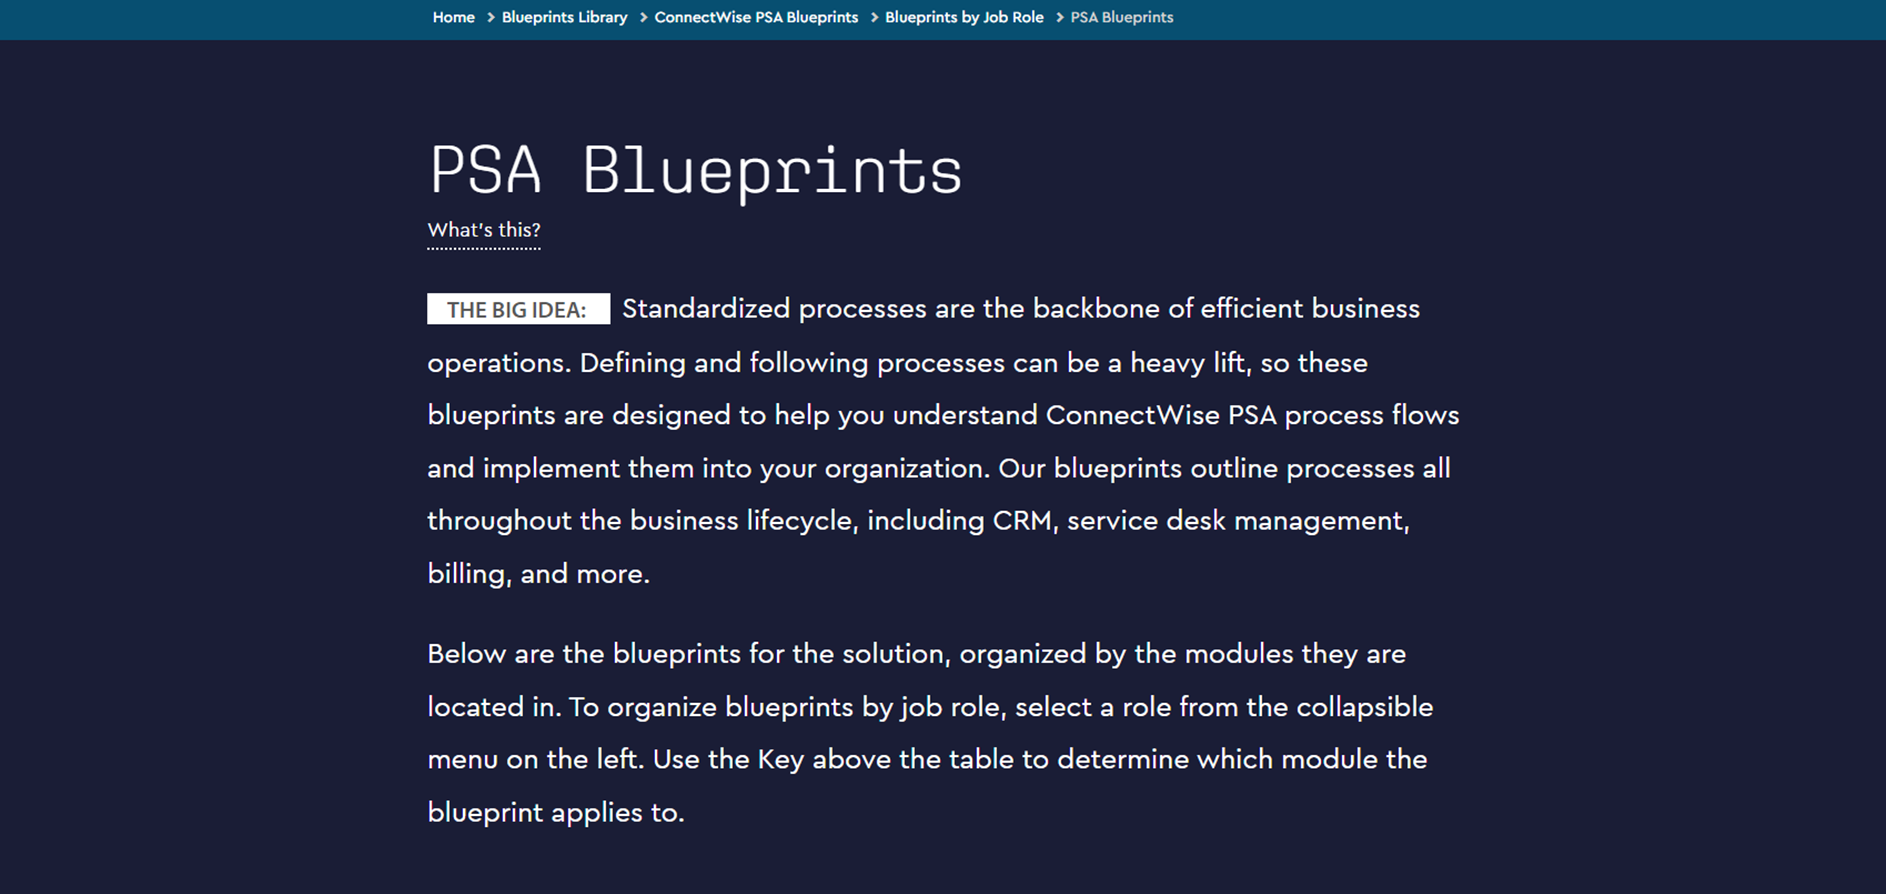 Home > Blueprints Library > ConnectWise PSA Blueprints > Blueprints by Job Role > PSA Blueprints
PSA Blueprints
What's this?
THE BIG IDEA: Standardized processes are the backbone of efficient business
operations. Defining and following processes can be a heavy lift, so these
blueprints are designed to help you understand ConnectWise PSA process flows
and implement them into your organization. Our blueprints outline processes all
throughout the business lifecycle, including CRM, service desk management,
billing, and more.
Below are the blueprints for the solution, organized by the modules they are
located in. To organize blueprints by job role, select a role from the collapsible
menu on the left. Use the Key above the table to determine which module the
blueprint applies to.